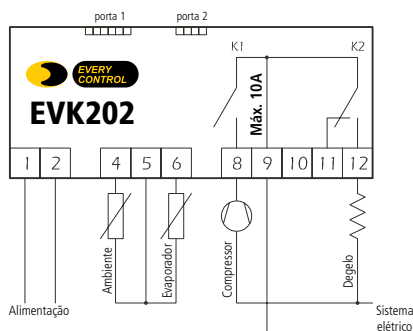 porta 1
porta 2
K1
K2
EVERY
CONTROL
EVK202
Máx. 10A
1
2
4
5
6
8
9
10
11
12
Ambiente
Evaporador
Compressor
Degelo
Alimentação
Sistema
elétrico